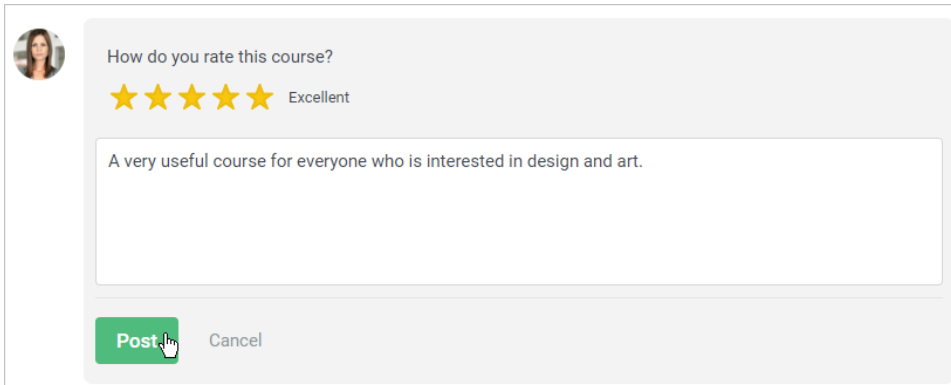 How do you rate this course?
Excellent
A very useful course for everyone who is interested in design and art.
Post Cancel